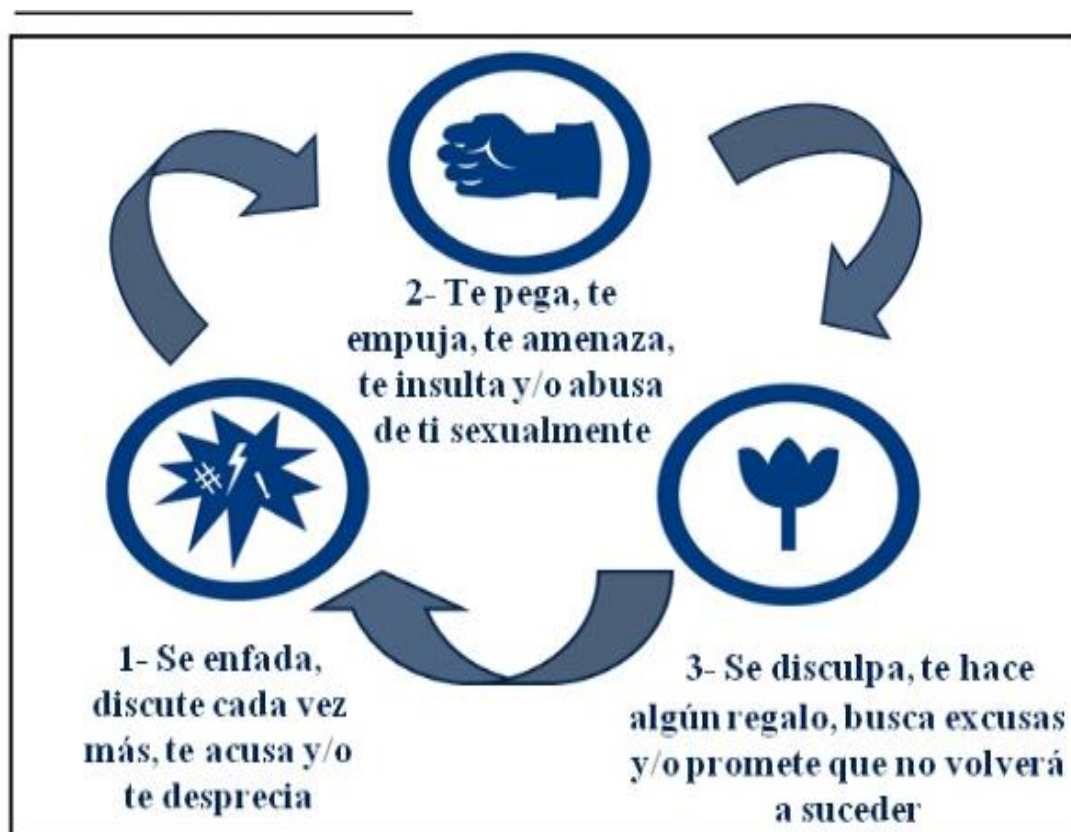 2- Te pega, te
empuja, te amenaza,
te insulta y/o abusa
de ti sexualmente
1- Se enfada,
discute cada vez
más, te acusa y/o
te desprecia
3- Se disculpa, te hace
algún regalo, busca excusas
y/o promete que no volverá
a suceder